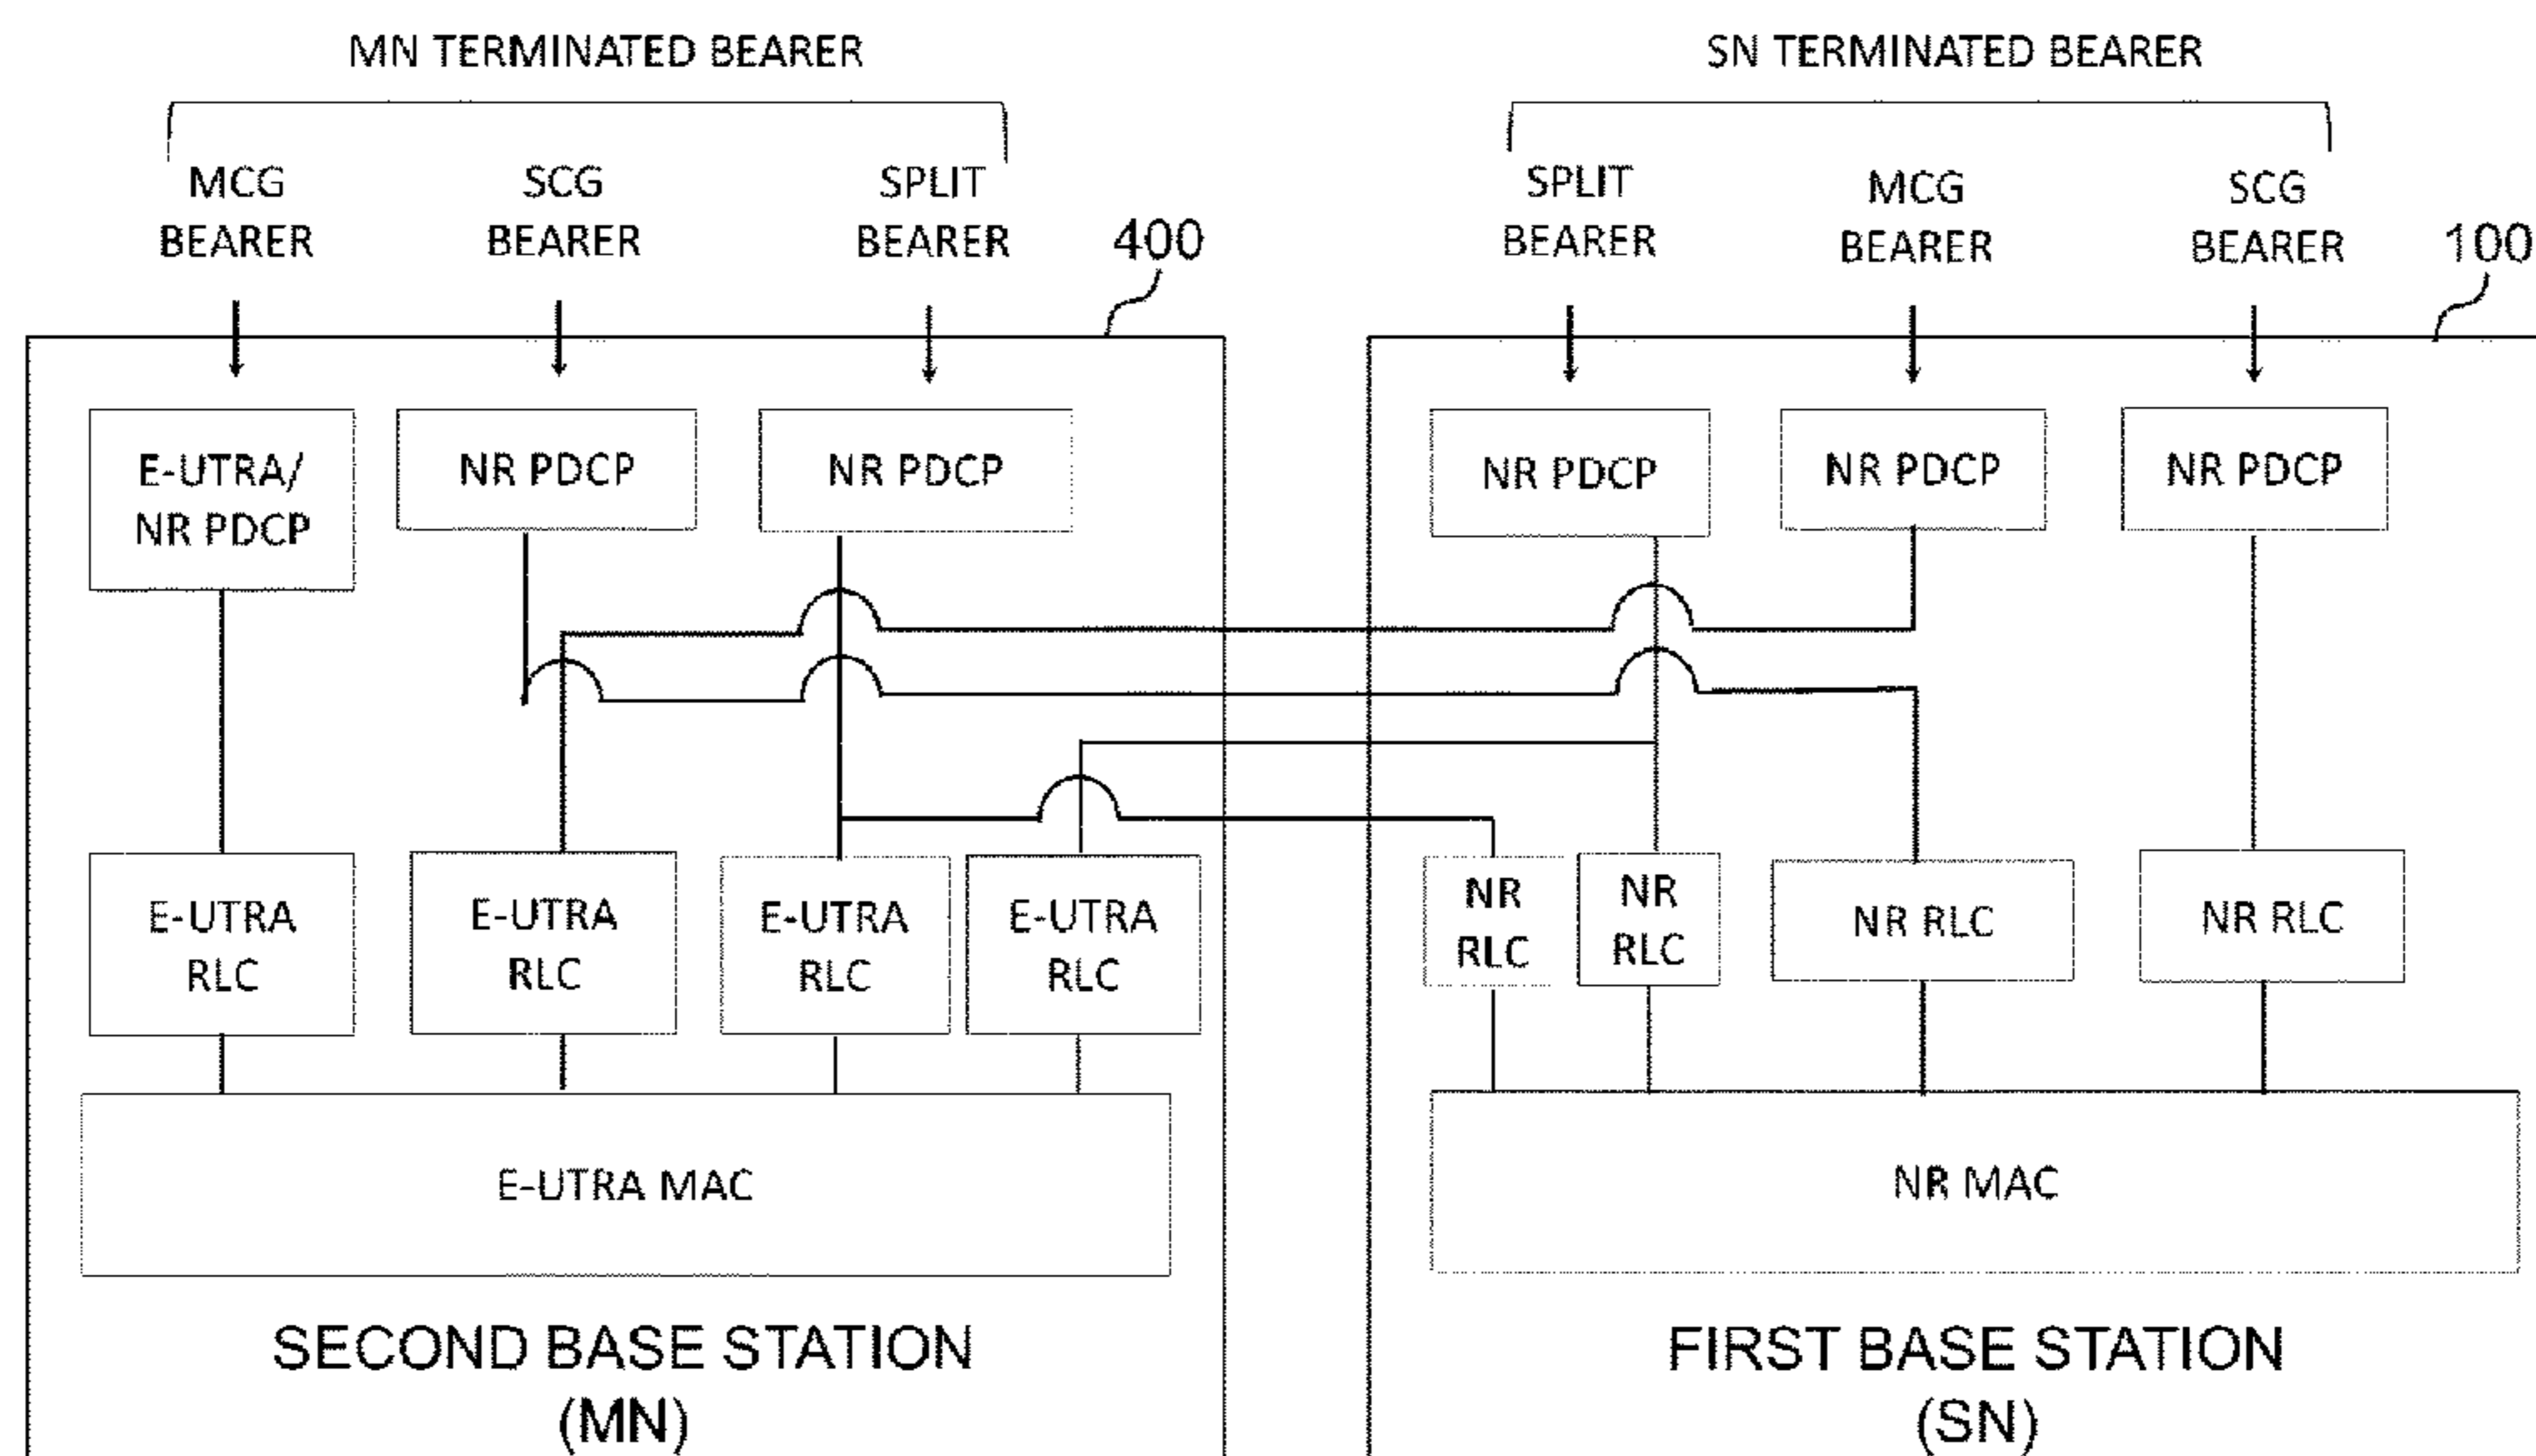 MN TERMINATED BEARER
SN TERMINATED BEARER
MCG
BEARER
SCG
BEARER
SPLIT
BEARER
400
SPLIT
BEARER
MCG
BEARER
SCG
BEARER
100
E-UTRA/
NR PDCP
NR PDCP
NR PDCP
NR PDCP
NR PDCP
NR PDCP
E-UTRA
RLC
E-UTRA
RLC
E-UTRA
RLC
E-UTRA
RLC
NR
RLC
NR
RLC
NR RLC
NR RLC
E-UTRA MAC
NR MAC
SECOND BASE STATION
(MN)
FIRST BASE STATION
(SN)